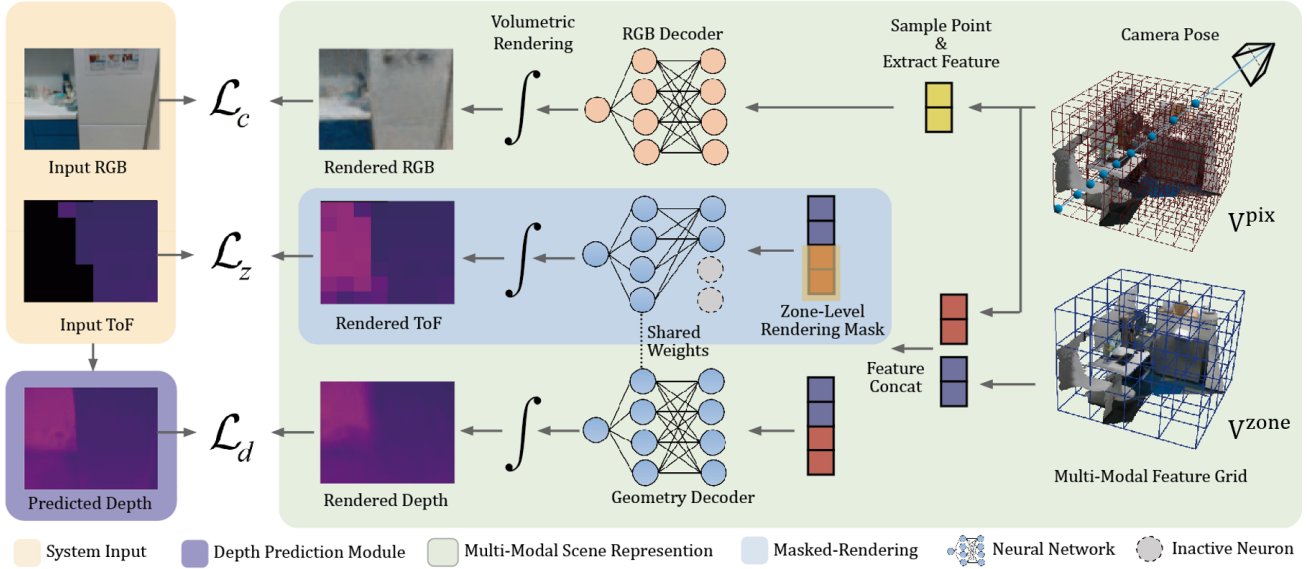 Volumetric
Rendering
RGB Decoder
Sample Point
&
Extract Feature
Camera Pose
ℒc
Input RGB
Rendered RGB
∫
Vpix
ℒz
Input ToF
Rendered ToF
∫
Zone-Level
Rendering Mask
Shared
Weights
Feature
Concat
Vzone
ℒd
Predicted Depth
Rendered Depth
∫
Geometry Decoder
Multi-Modal Feature Grid
System Input
Depth Prediction Module
Multi-Modal Scene Represention
Masked-Rendering
Neural Network
Inactive Neuron